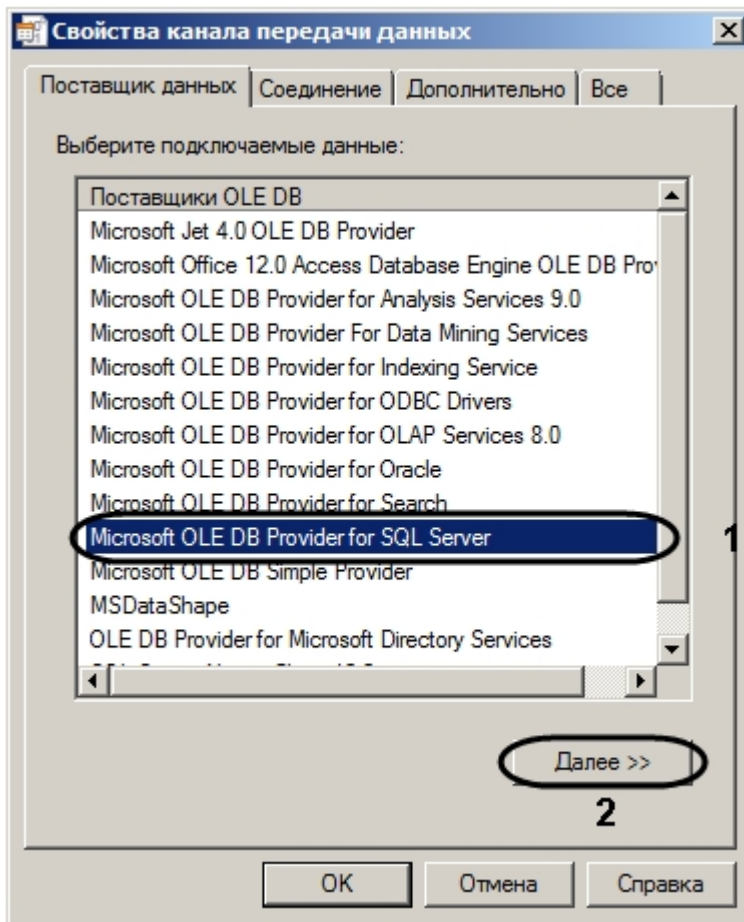 Свойства канала передачи данных
Поставщик данных Соединение Дополнительно Все
Выберите подключаемые данные:
Поставщики OLE DB
Microsoft Jet 4.0 OLE DB Provider
Microsoft Office 12.0 Access Database Engine OLE DB Pro
Microsoft OLE DB Provider for Analysis Services 9.0
Microsoft OLE DB Provider For Data Mining Services
Microsoft OLE DB Provider for Indexing Service
Microsoft OLE DB Provider for ODBC Drivers
Microsoft OLE DB Provider for OLAP Services 8.0
Microsoft OLE DB Provider for Oracle
Microsoft OLE DB Provider for Search
Microsoft OLE DB Provider for SQL Server 1
Microsoft OLE DB Simple Provider
MSDataShape
OLE DB Provider for Microsoft Directory Services
Далее >>
2
OK Отмена Справка